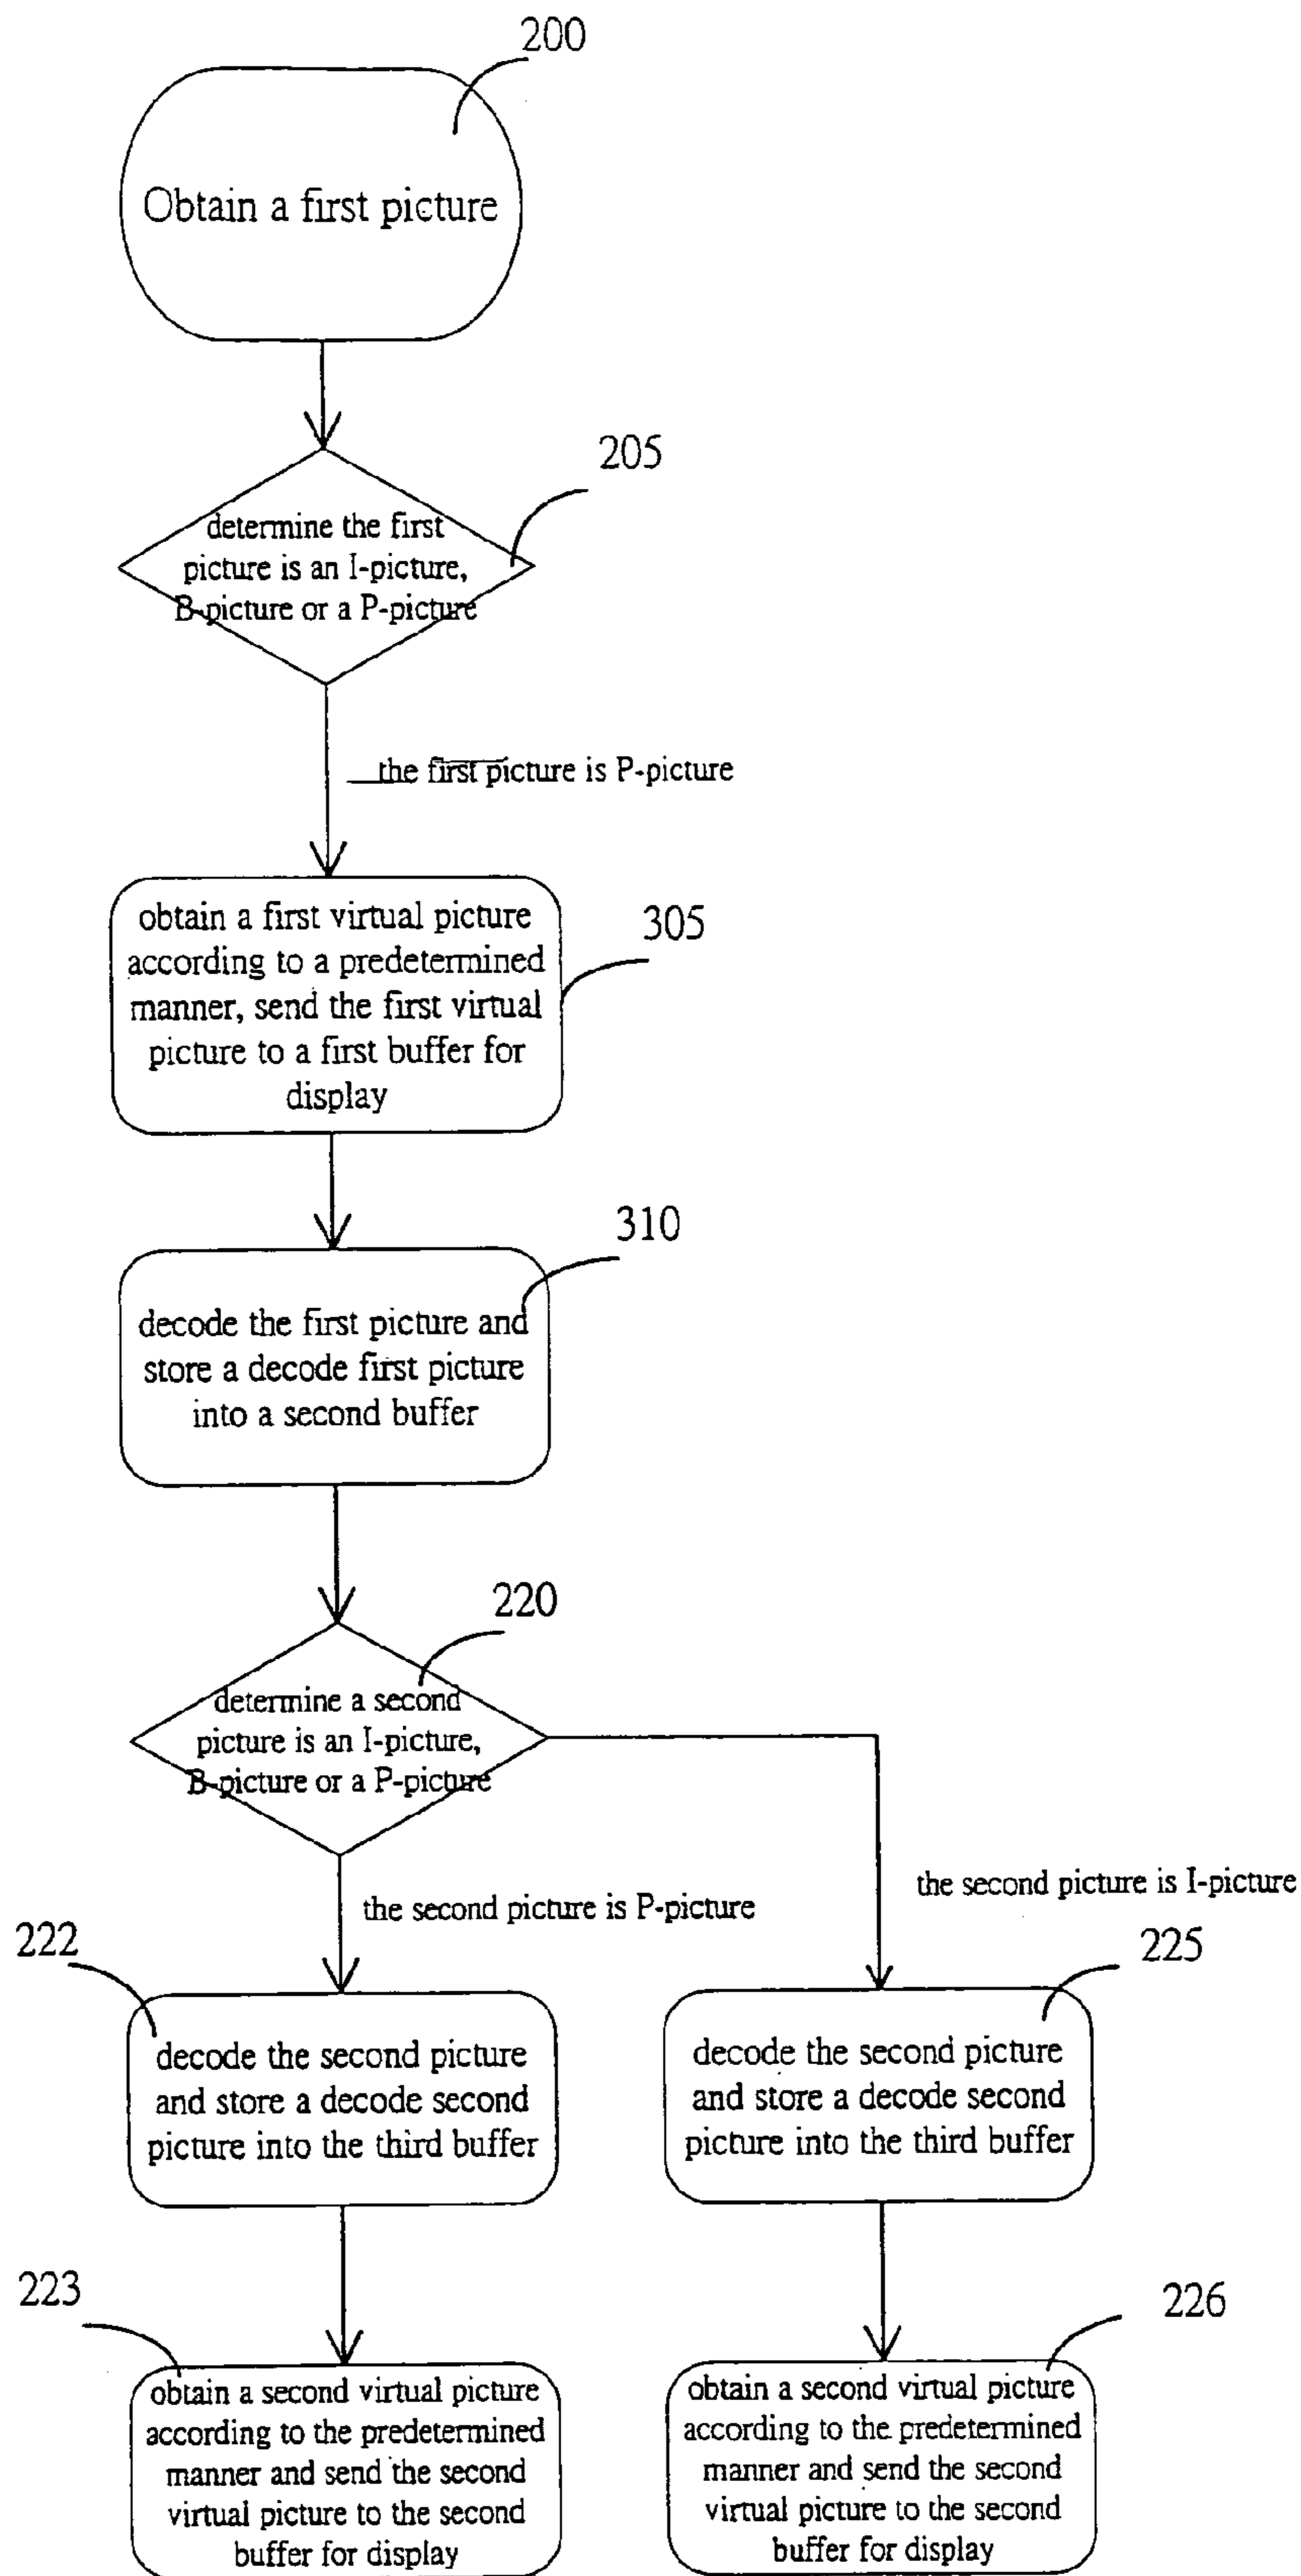 200
Obtain a first picture
205
determine the first
picture is an I-picture,
B-picture or a P-picture
the first picture is P-picture
305
obtain a first virtual picture
according to a predetermined
manner, send the first virtual
picture to a first buffer for
display
310
decode the first picture and
store a decode first picture
into a second buffer
220
determine a second
picture is an I-picture,
B-picture or a P-picture
the second picture is P-picture
the second picture is I-picture
222
decode the second picture
and store a decode second
picture into the third buffer
225
decode the second picture
and store a decode second
picture into the third buffer
223
obtain a second virtual picture
according to the predetermined
manner and send the second
virtual picture to the second
buffer for display
226
obtain a second virtual picture
according to the predetermined
manner and send the second
virtual picture to the second
buffer for display